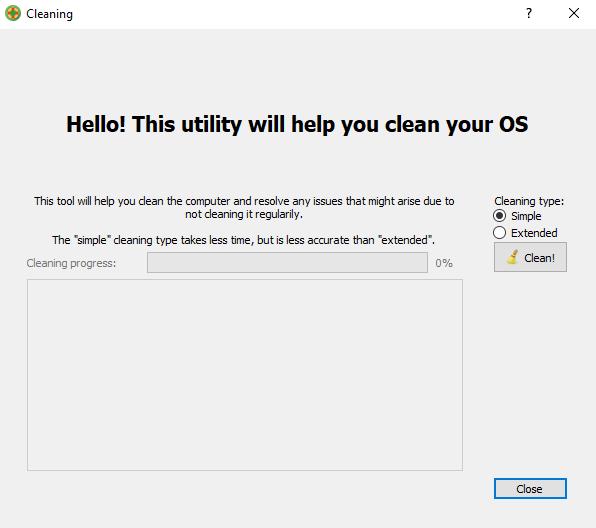 Cleaning
?
Hello! This utility will help you clean your OS
This tool will help you clean the computer and resolve any issues that might arise due to
not cleaning it regularily.
The "simple" cleaning type takes less time, but is less accurate than "extended".
Cleaning progress:
0%
Cleaning type:
Simple
Extended
Clean!
Close